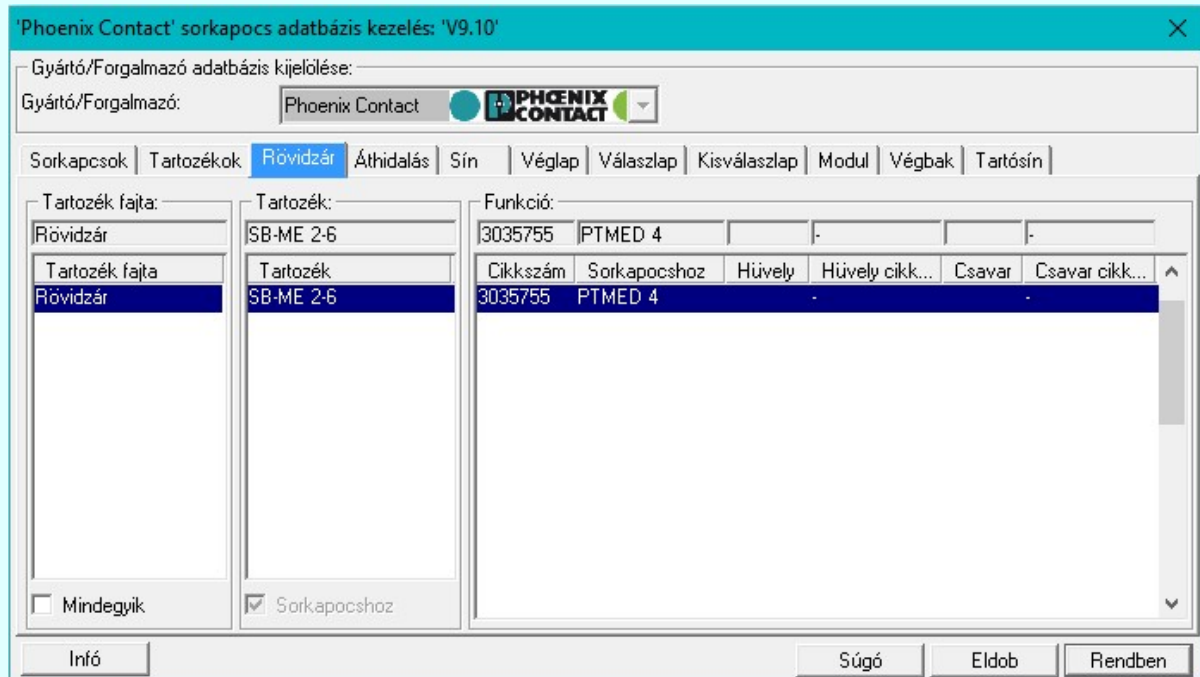 'Phoenix Contact' sorkapocs adatbázis kezelés: 'V9.10'
Gyártó/Forgalmazó adatbázis kijelölése:
Gyártó/Forgalmazó: Phoenix Contact PHŒNIX CONTACT
Sorkapcsok Tartozékok Rövidzár Áthidalás Sín Véglap Válaszlap Kisválaszlap Modul Végbak Tartósín
Tartozék fajta: Tartozék: Funkció:
Rövidzár SB-ME 2-6 3035755 PTMED 4 - -
Tartozék fajta Tartozék Cikkszám Sorkapocshoz Hüvely Hüvely cikk... Csavar Csavar cikk...
Rövidzár SB-ME 2-6 3035755 PTMED 4 - -
Mindegyik Sorkapocshoz
Infó Súgó Eldob Rendben